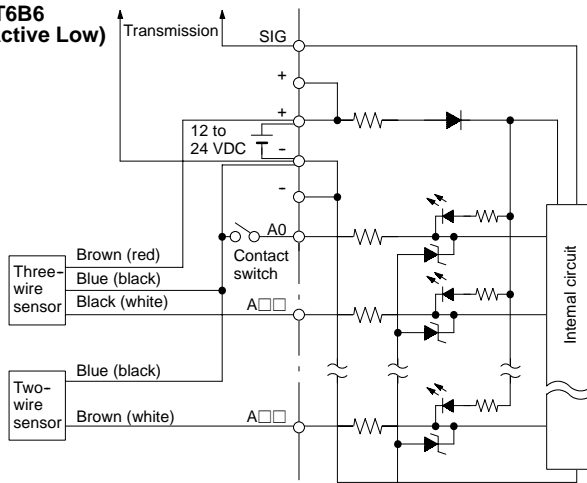 T6B6
ctive Low)
Transmission
SIG
+
+
12 to
24 VDC
-
-
A0
Contact
switch
Three-
wire
sensor
Brown (red)
Blue (black)
Black (white)
A□□
Internal circuit
Two-
wire
sensor
Blue (black)
Brown (white)
A□□